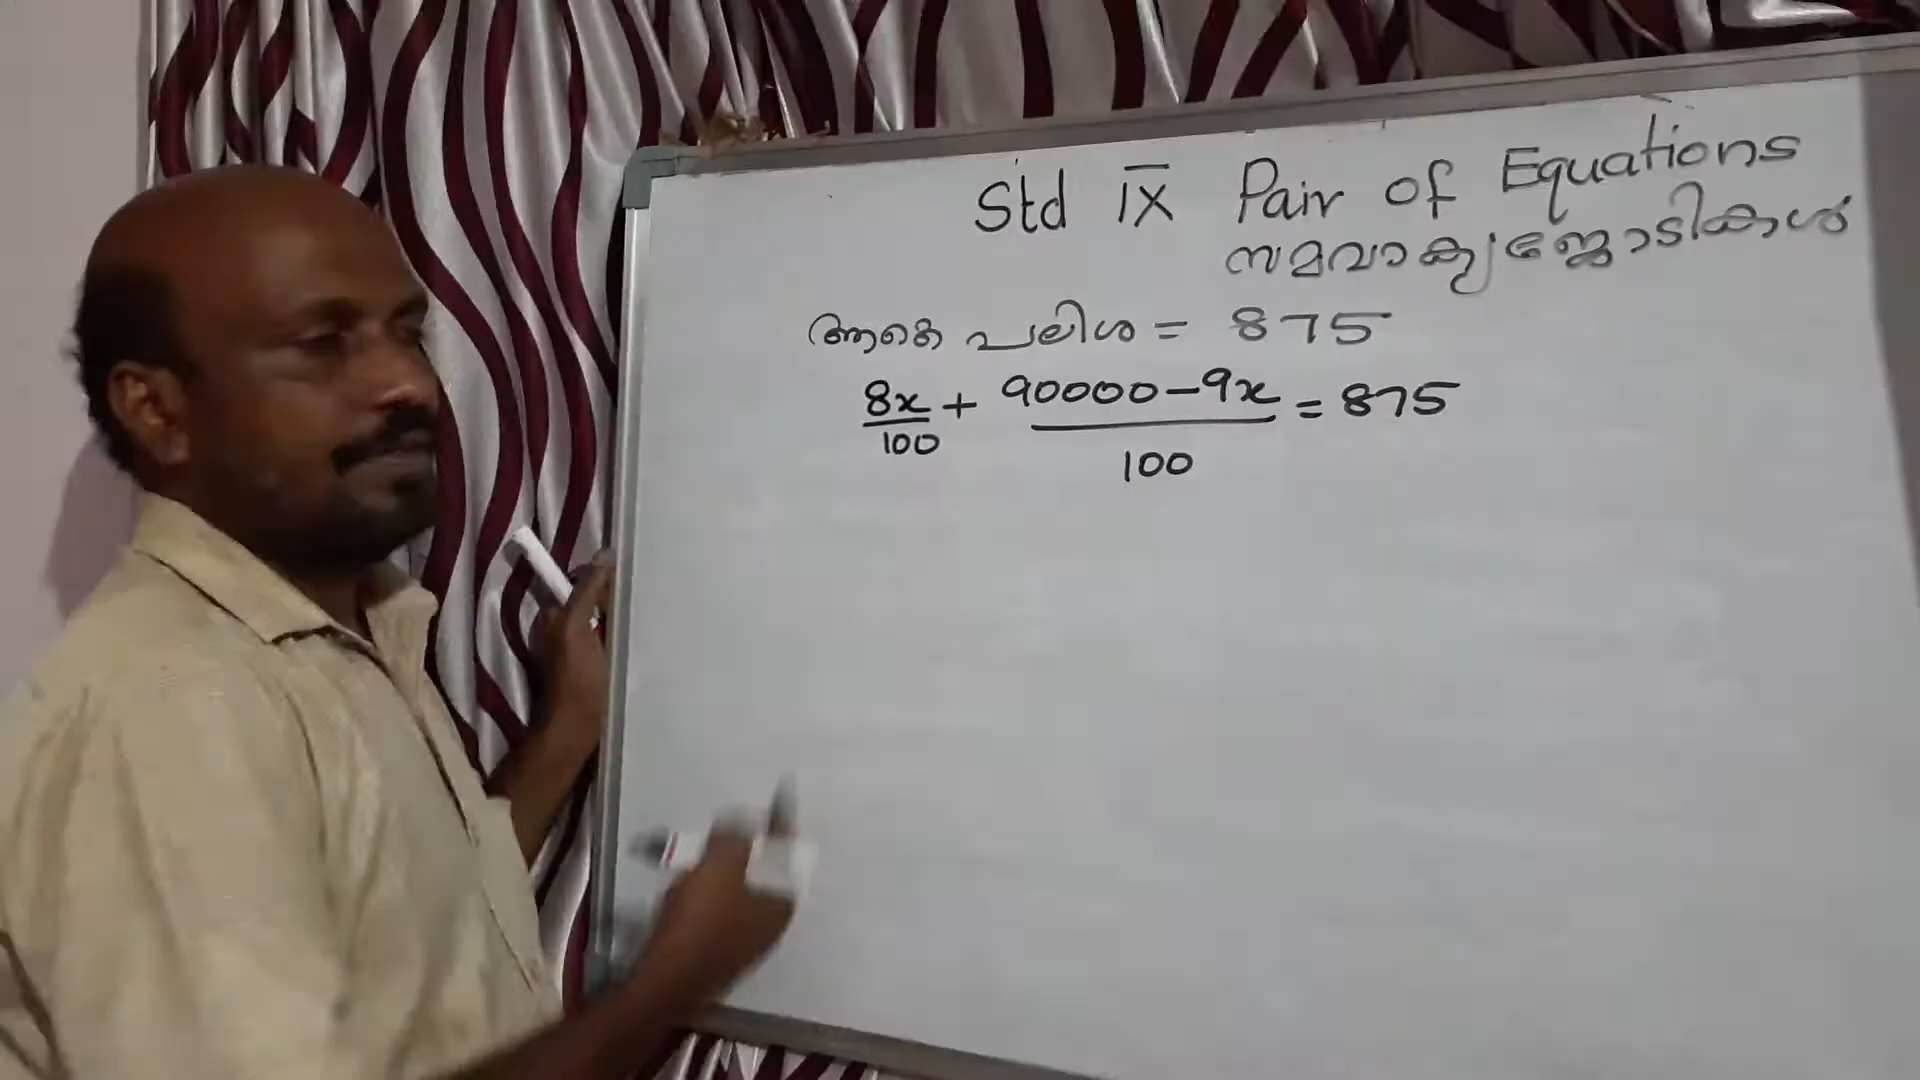 Std IX Pair of Equations
സമവാക്യജോടികൾ
ആകെ പലിശ = 875
8x/100 + 90000-9x/100 = 875